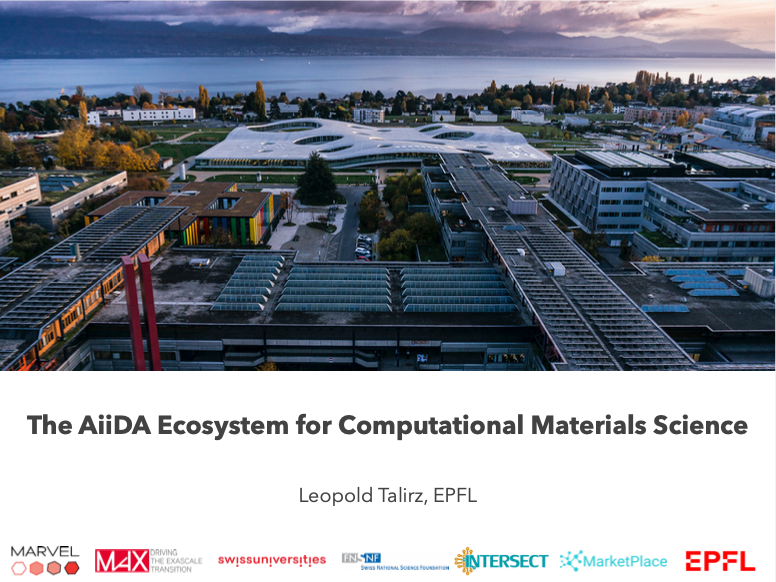 The AiiDA Ecosystem for Computational Materials Science
Leopold Talirz, EPFL
MARVEL
MAX DRIVING THE EXASCALE TRANSITION
swissuniversities
FNSNF
SWISS NATIONAL SCIENCE FOUNDATION
INTERSECT
MarketPlace
EPFL